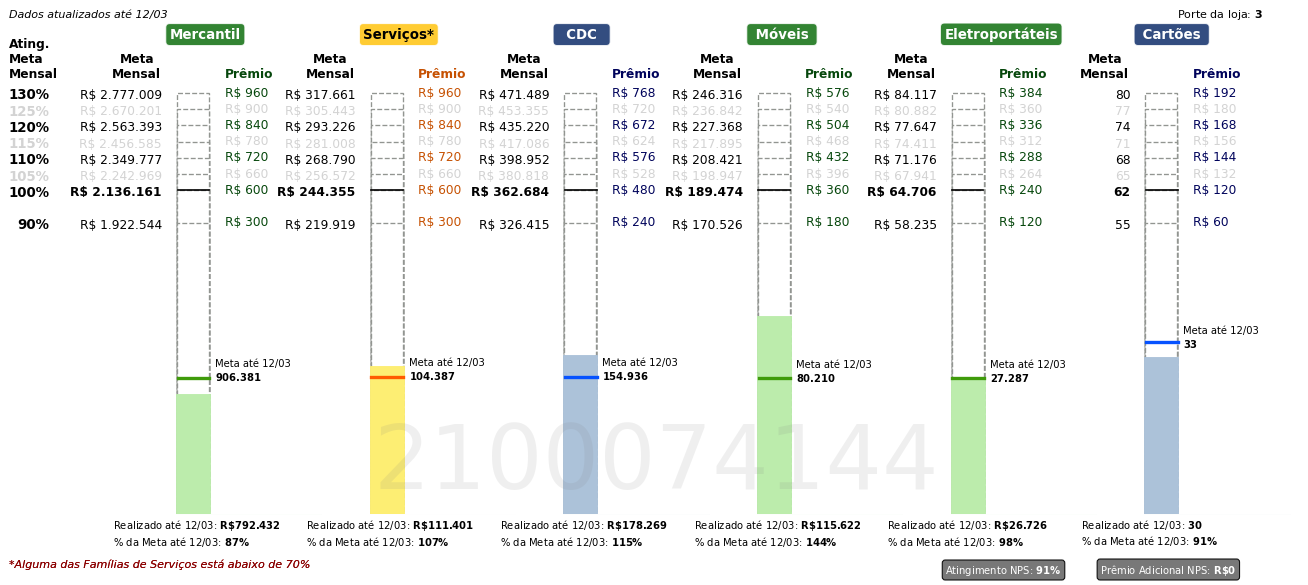 Dados atualizados até 12/03 Porte da loja: 3
Mercantil Serviços* CDC Móveis Eletroportáteis Cartões
Ating. Meta Mensal Meta Mensal Prêmio Meta Mensal Prêmio Meta Mensal Prêmio Meta Mensal Prêmio Meta Mensal Prêmio Meta Mensal Prêmio
130% R$ 2.777.009 R$ 960 R$ 317.661 R$ 960 R$ 471.489 R$ 768 R$ 246.316 R$ 576 R$ 84.117 R$ 384 80 R$ 192
125% R$ 2.670.201 R$ 900 R$ 305.443 R$ 900 R$ 453.355 R$ 720 R$ 236.842 R$ 540 R$ 80.882 R$ 360 77 R$ 180
120% R$ 2.563.393 R$ 840 R$ 293.226 R$ 840 R$ 435.220 R$ 672 R$ 227.368 R$ 504 R$ 77.647 R$ 336 74 R$ 168
115% R$ 2.456.585 R$ 780 R$ 281.008 R$ 780 R$ 417.086 R$ 624 R$ 217.895 R$ 468 R$ 74.411 R$ 312 71 R$ 156
110% R$ 2.349.777 R$ 720 R$ 268.790 R$ 720 R$ 398.952 R$ 576 R$ 208.421 R$ 432 R$ 71.176 R$ 288 68 R$ 144
105% R$ 2.242.969 R$ 660 R$ 256.572 R$ 660 R$ 380.818 R$ 528 R$ 198.947 R$ 396 R$ 67.941 R$ 264 65 R$ 132
100% R$ 2.136.161 R$ 600 R$ 244.355 R$ 600 R$ 362.684 R$ 480 R$ 189.474 R$ 360 R$ 64.706 R$ 240 62 R$ 120
90% R$ 1.922.544 R$ 300 R$ 219.919 R$ 300 R$ 326.415 R$ 240 R$ 170.526 R$ 180 R$ 58.235 R$ 120 55 R$ 60
Meta até 12/03 Meta até 12/03 Meta até 12/03 Meta até 12/03 Meta até 12/03 Meta até 12/03
906.381 104.387 154.936 80.210 27.287 33
2100074144
Realizado até 12/03: R$792.432 Realizado até 12/03: R$111.401 Realizado até 12/03: R$178.269 Realizado até 12/03: R$115.622 Realizado até 12/03: R$26.726 Realizado até 12/03: 30
% da Meta até 12/03: 87% % da Meta até 12/03: 107% % da Meta até 12/03: 115% % da Meta até 12/03: 144% % da Meta até 12/03: 98% % da Meta até 12/03: 91%
*Alguma das Famílias de Serviços está abaixo de 70% Atingimento NPS: 91% Prêmio Adicional NPS: R$0